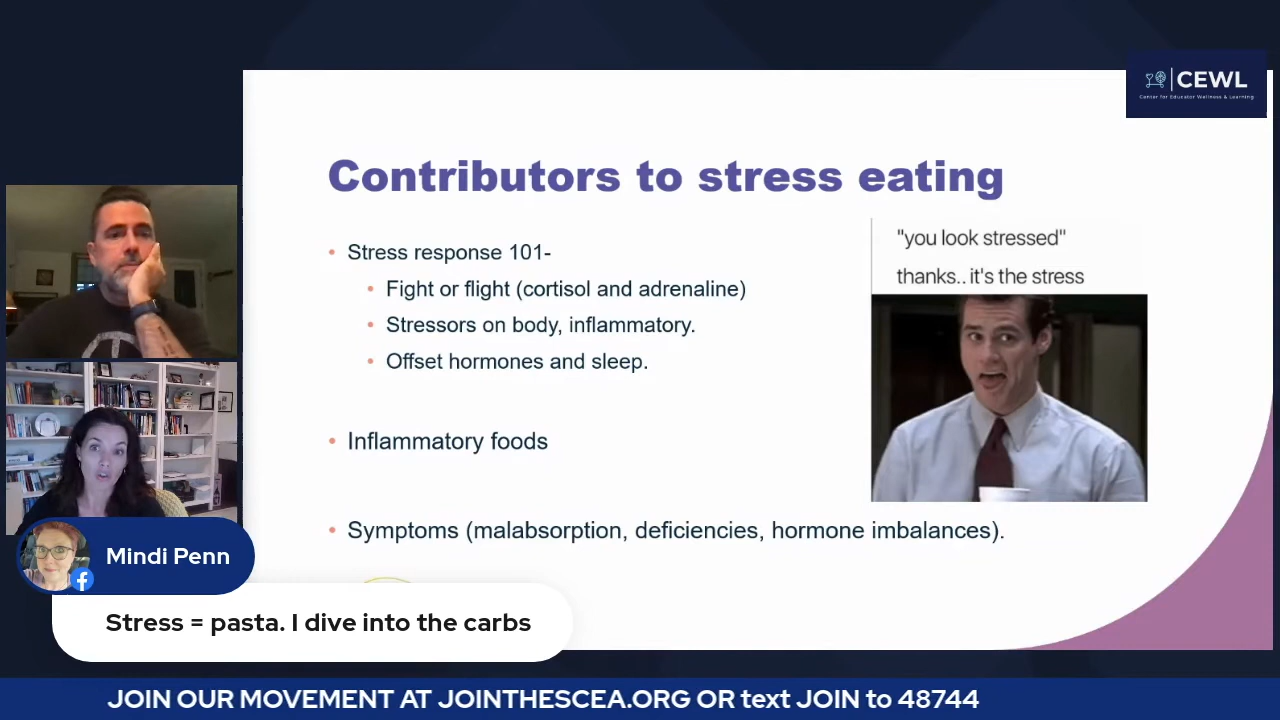 CEWL
Center for Educator Wellness & Learning
Contributors to stress eating
"you look stressed"
thanks.. it's the stress
• Stress response 101-
• Fight or flight (cortisol and adrenaline)
• Stressors on body, inflammatory.
• Offset hormones and sleep.
• Inflammatory foods
• Symptoms (malabsorption, deficiencies, hormone imbalances).
Mindi Penn
Stress = pasta. I dive into the carbs
JOIN OUR MOVEMENT AT JOINTHESCEA.ORG OR text JOIN to 48744